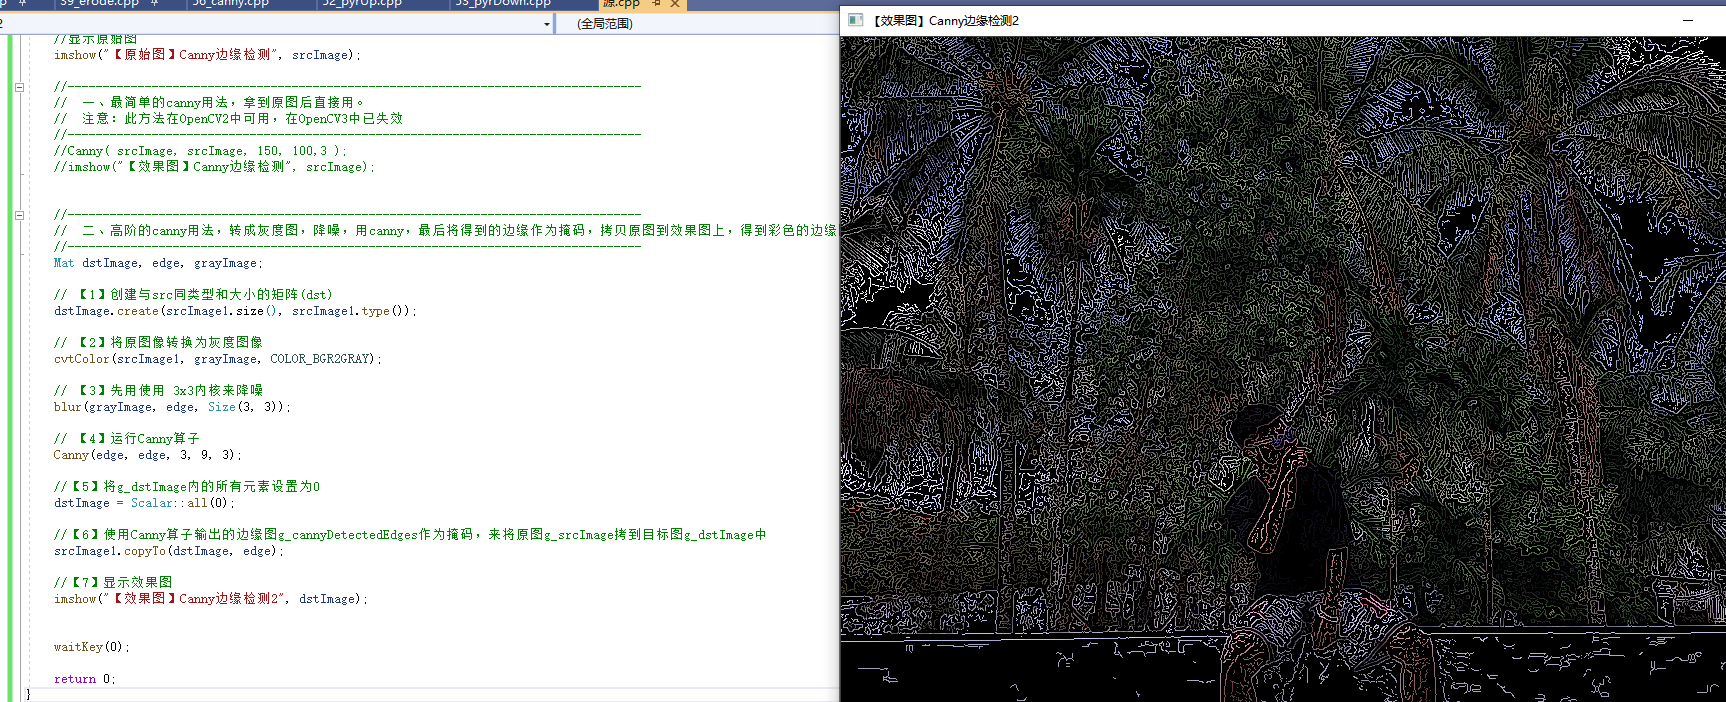 39_erode.cpp
50_canny.cpp
52_pyrUp.cpp
53_pyrDown.cpp
源.cpp
(全局范围)
//显示原始图
imshow("【原始图】Canny边缘检测", srcImage);
//----------------------------------------------------------------------------------
// 一、最简单的canny用法，拿到原图后直接用。
// 注意：此方法在OpenCV2中可用，在OpenCV3中已失效
//----------------------------------------------------------------------------------
//Canny( srcImage, srcImage, 150, 100,3 );
//imshow("【效果图】Canny边缘检测", srcImage);
//----------------------------------------------------------------------------------
// 二、高阶的canny用法，转成灰度图，降噪，用canny，最后将得到的边缘作为掩码，拷贝原图到效果图上，得到彩色的边缘
//----------------------------------------------------------------------------------
Mat dstImage, edge, grayImage;
// 【1】创建与src同类型和大小的矩阵(dst)
dstImage.create(srcImage1.size(), srcImage1.type());
// 【2】将原图像转换为灰度图像
cvtColor(srcImage1, grayImage, COLOR_BGR2GRAY);
// 【3】先用使用 3x3内核来降噪
blur(grayImage, edge, Size(3, 3));
// 【4】运行Canny算子
Canny(edge, edge, 3, 9, 3);
//【5】将g_dstImage内的所有元素设置为0
dstImage = Scalar::all(0);
//【6】使用Canny算子输出的边缘图g_cannyDetectedEdges作为掩码，来将原图g_srcImage拷到目标图g_dstImage中
srcImage1.copyTo(dstImage, edge);
//【7】显示效果图
imshow("【效果图】Canny边缘检测2", dstImage);
waitKey(0);
return 0;
}
【效果图】Canny边缘检测2